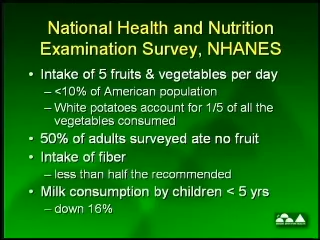 National Health and Nutrition
Examination Survey, NHANES
• Intake of 5 fruits & vegetables per day
– <10% of American population
– White potatoes account for 1/5 of all the
vegetables consumed
• 50% of adults surveyed ate no fruit
• Intake of fiber
– less than half the recommended
• Milk consumption by children < 5 yrs
– down 16%